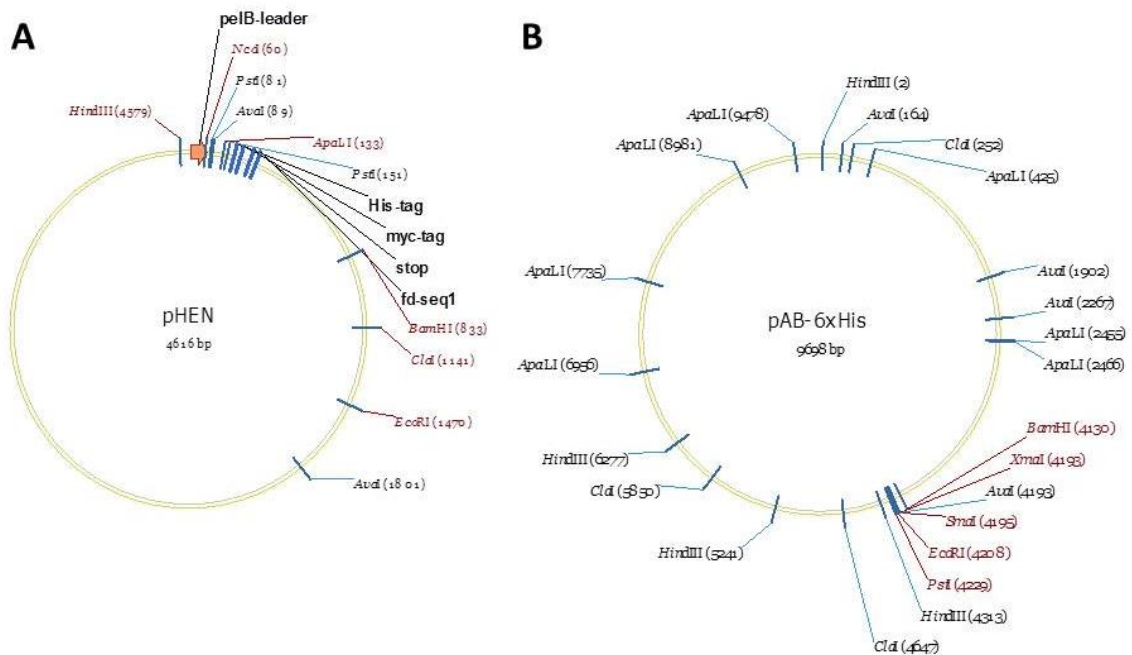 A
pelB-leader
NcoI (60)
PstI (81)
AvaI (89)
HindIII (4579)
ApaLI (133)
PstI (151)
His-tag
myc-tag
stop
fd-seq1
BamHI (833)
ClaI (1141)
EcoRI (1470)
AvaI (1801)
pHEN
4616 bp
B
HindIII (2)
ApaLI (9478)
AvaI (164)
ApaLI (8981)
ClaI (252)
ApaLI (425)
ApaLI (7735)
AvaI (1902)
AvaI (2267)
ApaLI (2455)
ApaLI (2466)
pAB-6xHis
9698 bp
ApaLI (6956)
BamHI (4130)
XmaI (4193)
AvaI (4193)
SmaI (4195)
EcoRI (4208)
PstI (4229)
HindIII (4313)
ClaI (4647)
HindIII (6277)
ClaI (5850)
HindIII (5241)